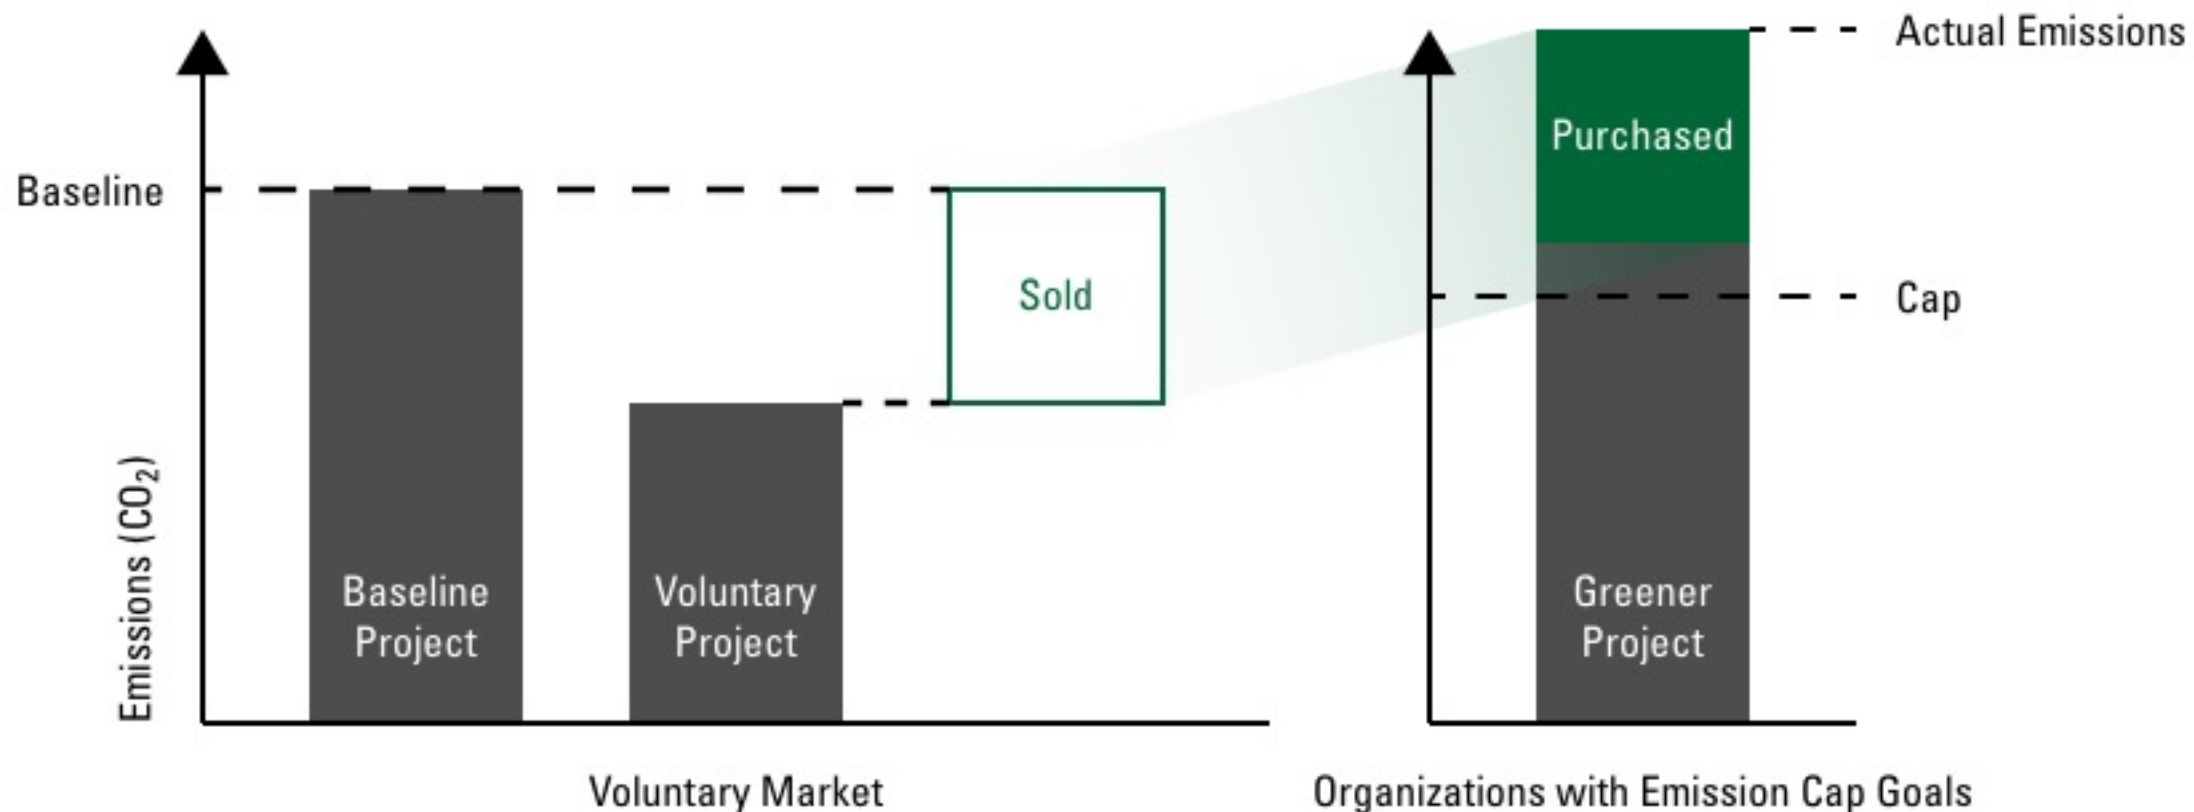 Actual Emissions
Purchased
Baseline
Sold
Cap
Emissions (CO₂)
Baseline
Project
Voluntary
Project
Greener
Project
Voluntary Market
Organizations with Emission Cap Goals